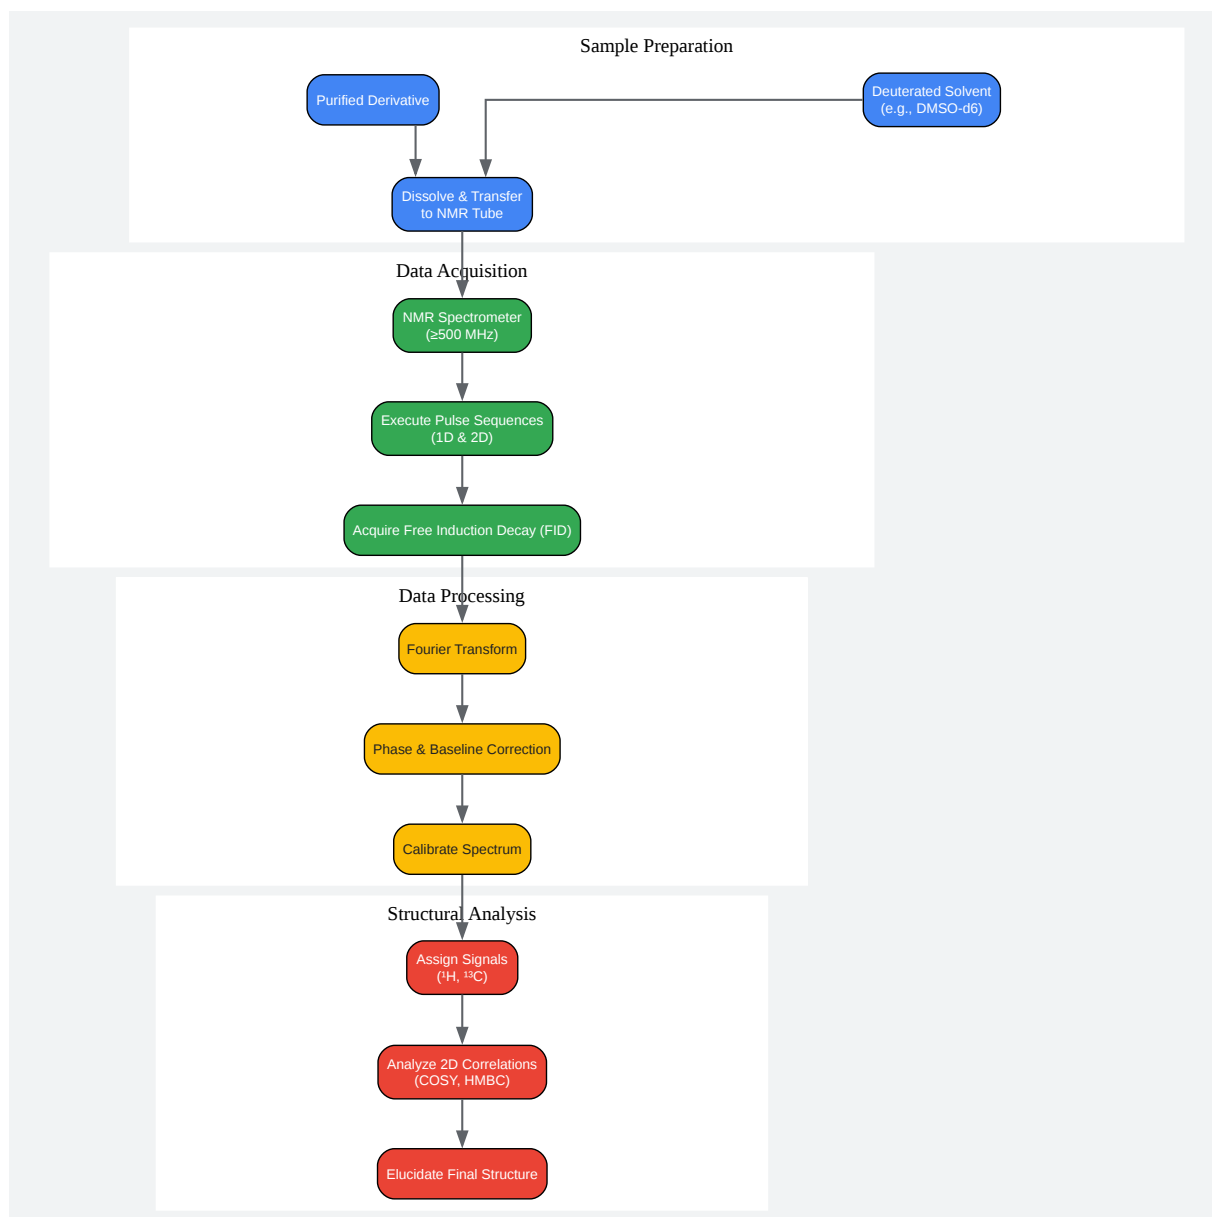 Sample Preparation
Purified Derivative
Deuterated Solvent
(e.g., DMSO-d6)
Dissolve & Transfer
to NMR Tube
Data Acquisition
NMR Spectrometer
(≥500 MHz)
Execute Pulse Sequences
(1D & 2D)
Acquire Free Induction Decay (FID)
Data Processing
Fourier Transform
Phase & Baseline Correction
Calibrate Spectrum
Structural Analysis
Assign Signals
(¹H, ¹³C)
Analyze 2D Correlations
(COSY, HMBC)
Elucidate Final Structure